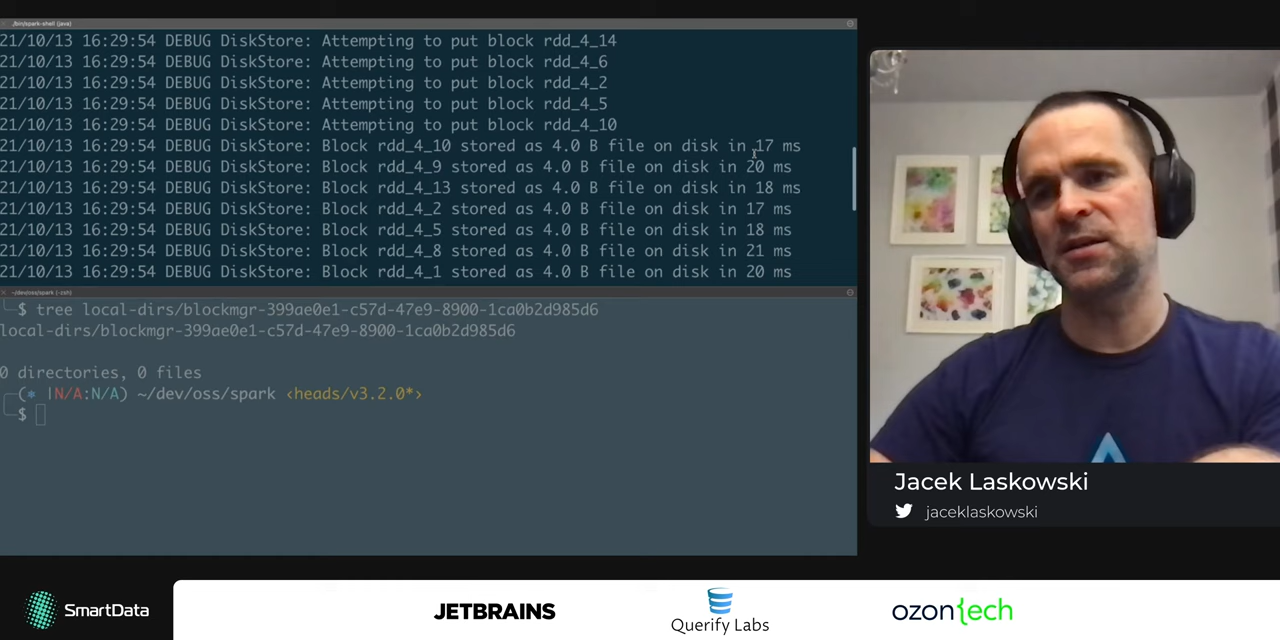 ./bin/spark-shell (java)
21/10/13 16:29:54 DEBUG DiskStore: Attempting to put block rdd_4_14
21/10/13 16:29:54 DEBUG DiskStore: Attempting to put block rdd_4_6
21/10/13 16:29:54 DEBUG DiskStore: Attempting to put block rdd_4_2
21/10/13 16:29:54 DEBUG DiskStore: Attempting to put block rdd_4_5
21/10/13 16:29:54 DEBUG DiskStore: Attempting to put block rdd_4_10
21/10/13 16:29:54 DEBUG DiskStore: Block rdd_4_10 stored as 4.0 B file on disk in 17 ms
21/10/13 16:29:54 DEBUG DiskStore: Block rdd_4_9 stored as 4.0 B file on disk in 20 ms
21/10/13 16:29:54 DEBUG DiskStore: Block rdd_4_13 stored as 4.0 B file on disk in 18 ms
21/10/13 16:29:54 DEBUG DiskStore: Block rdd_4_2 stored as 4.0 B file on disk in 17 ms
21/10/13 16:29:54 DEBUG DiskStore: Block rdd_4_5 stored as 4.0 B file on disk in 18 ms
21/10/13 16:29:54 DEBUG DiskStore: Block rdd_4_8 stored as 4.0 B file on disk in 21 ms
21/10/13 16:29:54 DEBUG DiskStore: Block rdd_4_1 stored as 4.0 B file on disk in 20 ms
~/dev/oss/spark (-zsh)
$ tree local-dirs/blockmgr-399ae0e1-c57d-47e9-8900-1ca0b2d985d6
local-dirs/blockmgr-399ae0e1-c57d-47e9-8900-1ca0b2d985d6
0 directories, 0 files
(⎈ |N/A:N/A) ~/dev/oss/spark ‹heads/v3.2.0*›
$
Jacek Laskowski
jaceklaskowski
SmartData
JETBRAINS
Querify Labs
ozon{tech